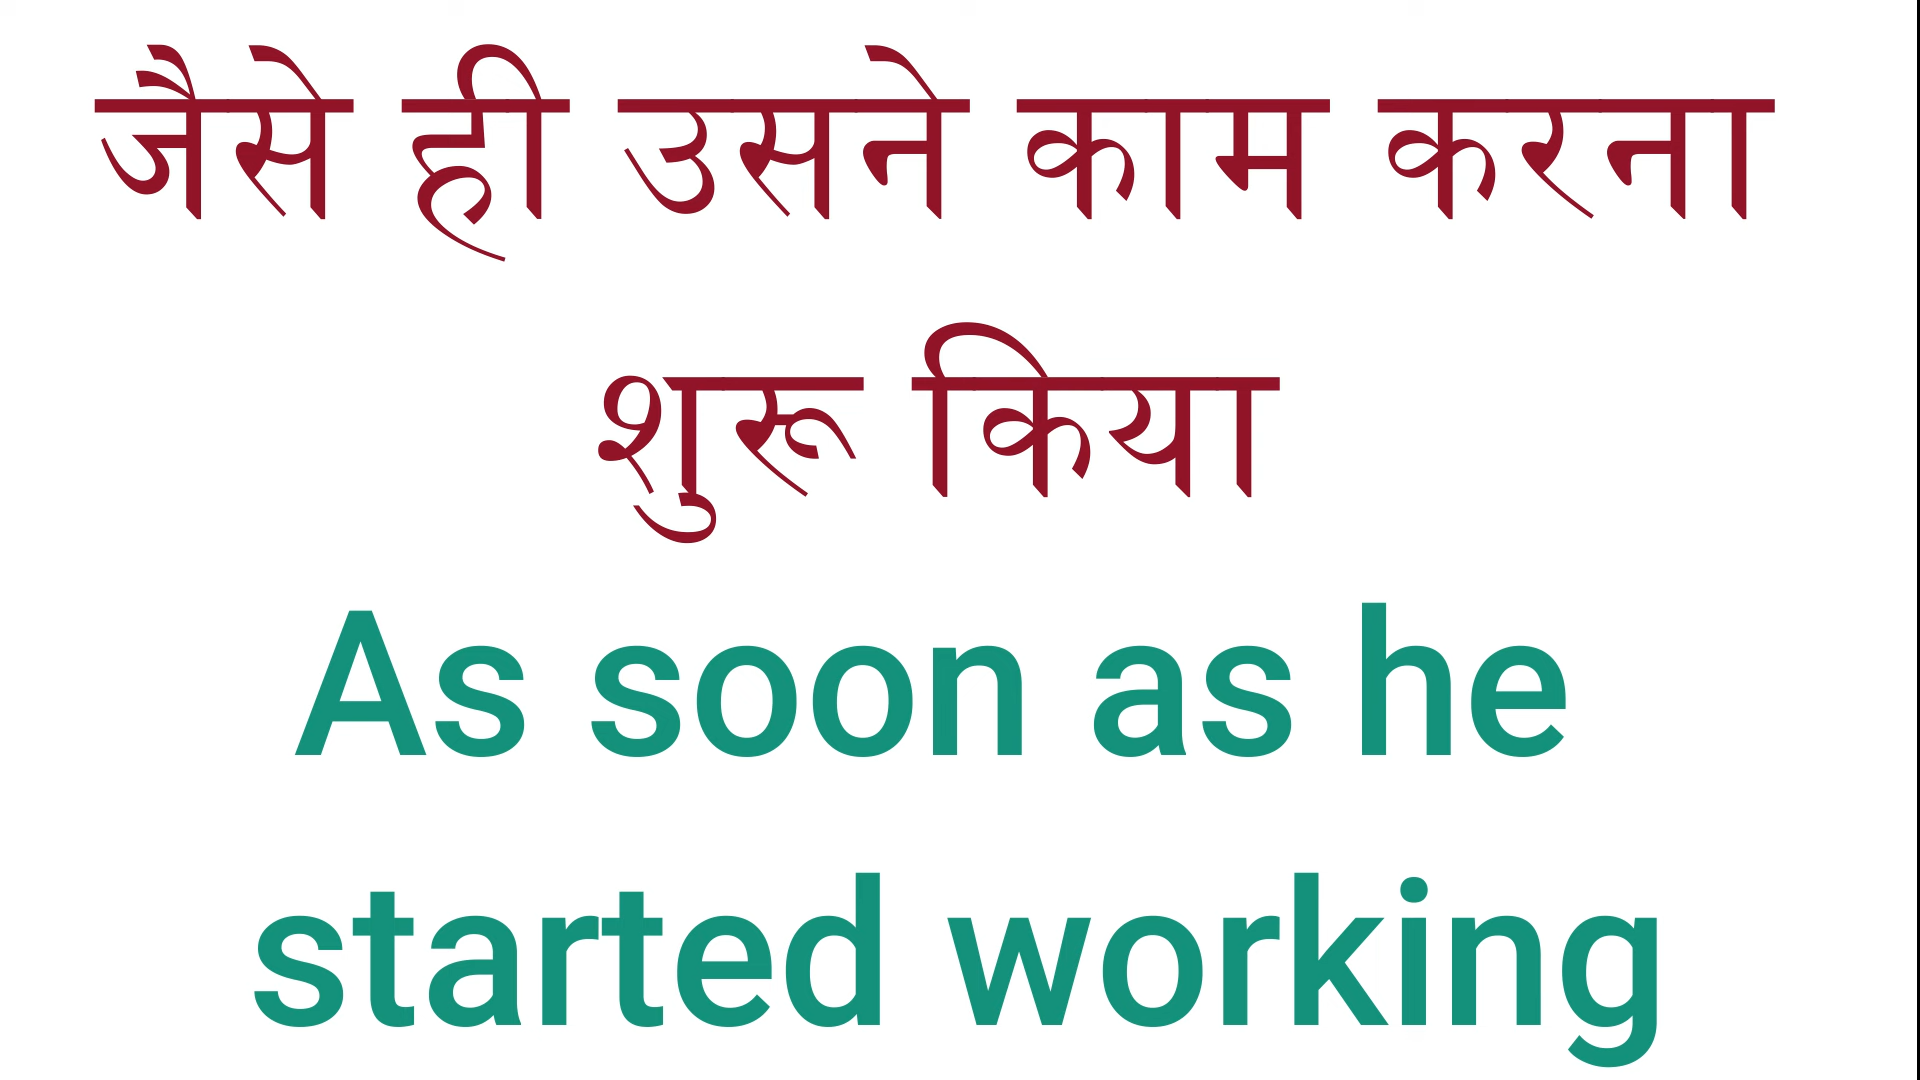 जैसे ही उसने काम करना
शुरू किया
As soon as he
started working